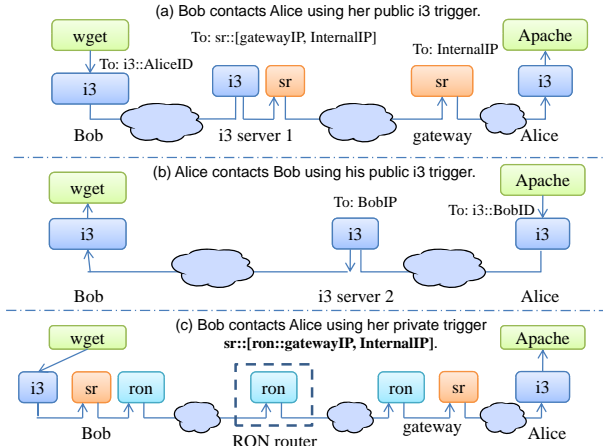 (a) Bob contacts Alice using her public i3 trigger.
wget
To: sr::[gatewayIP, InternalIP]
To: InternalIP
Apache
To: i3::AliceID
i3
i3
sr
sr
i3
Bob
i3 server 1
gateway
Alice
(b) Alice contacts Bob using his public i3 trigger.
wget
Apache
To: BobIP
To: i3::BobID
i3
i3
i3
Bob
i3 server 2
Alice
(c) Bob contacts Alice using her private trigger
sr::[ron::gatewayIP, InternalIP].
wget
Apache
i3
sr
ron
ron
ron
sr
i3
Bob
gateway
Alice
RON router